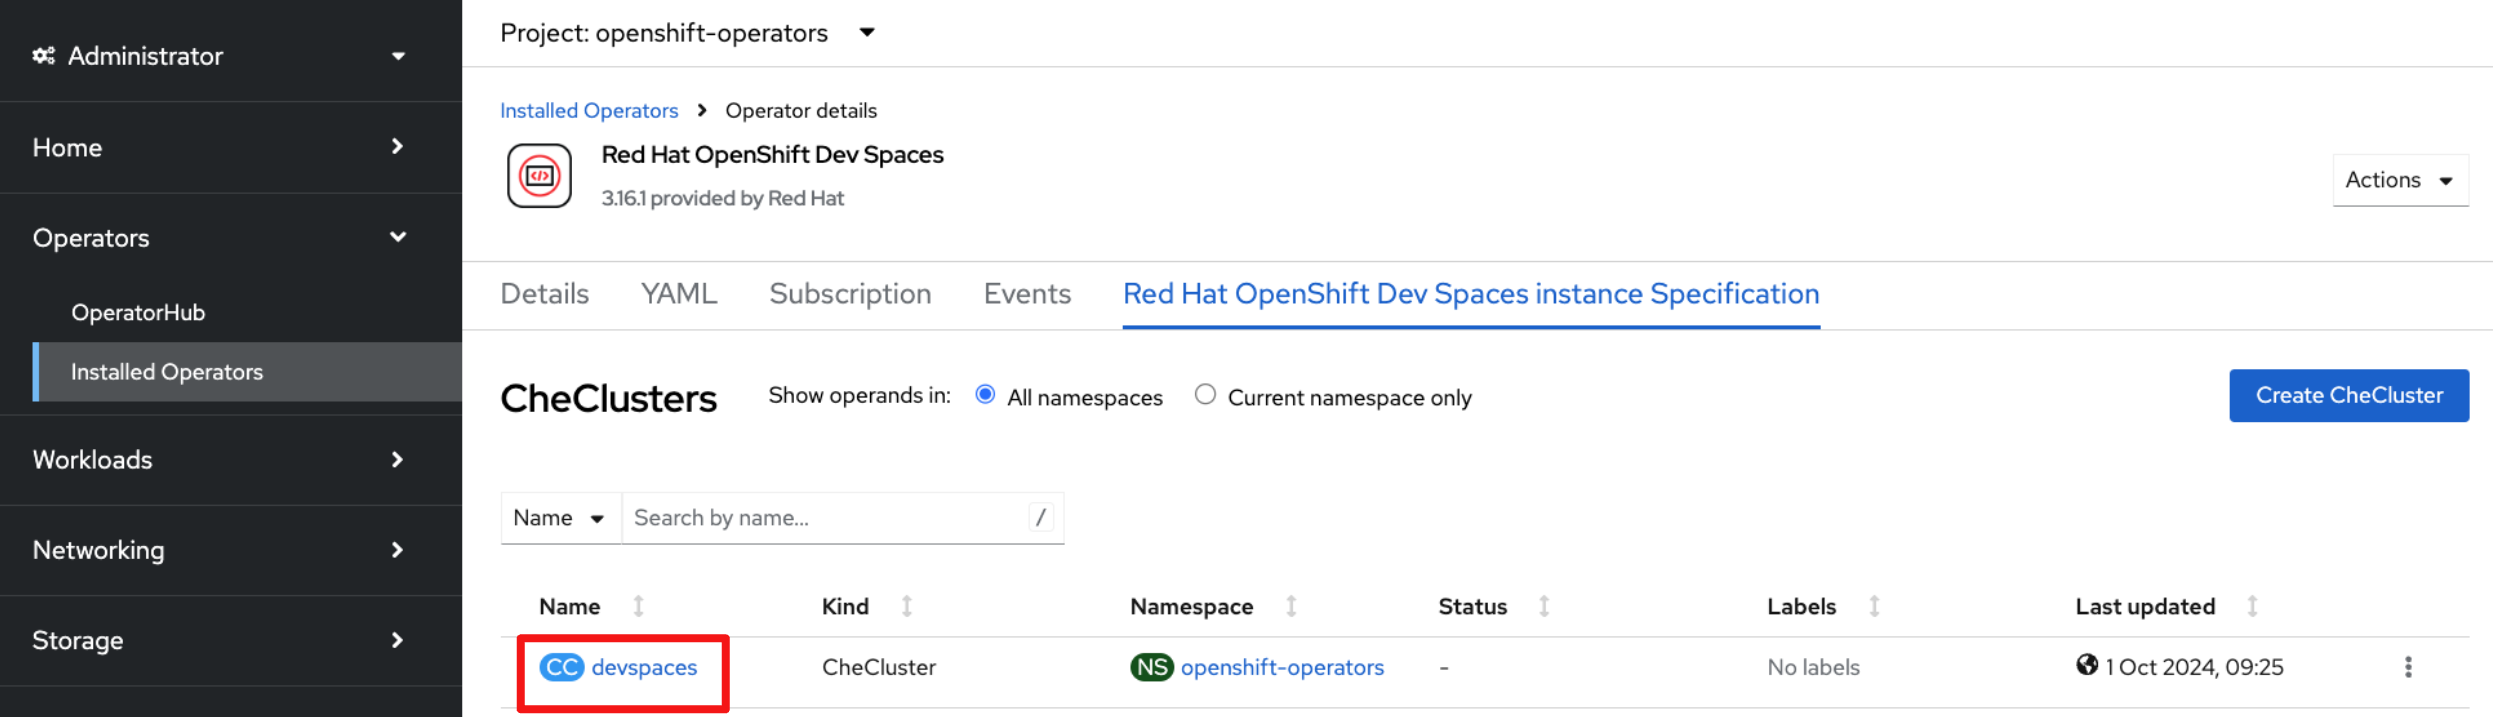 Administrator
Home
Operators
OperatorHub
Installed Operators
Workloads
Networking
Storage
Project: openshift-operators
Installed Operators > Operator details
Red Hat OpenShift Dev Spaces
3.16.1 provided by Red Hat
Actions
Details YAML Subscription Events Red Hat OpenShift Dev Spaces instance Specification
CheClusters Show operands in: All namespaces Current namespace only Create CheCluster
Name Search by name... /
Name Kind Namespace Status Labels Last updated
CC devspaces CheCluster NS openshift-operators - No labels 1 Oct 2024, 09:25